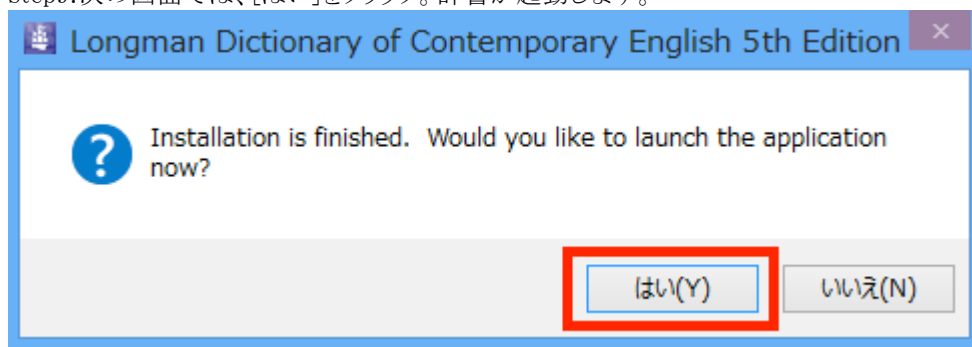 Longman Dictionary of Contemporary English 5th Edition
Installation is finished.  Would you like to launch the application
now?
はい(Y)
いいえ(N)